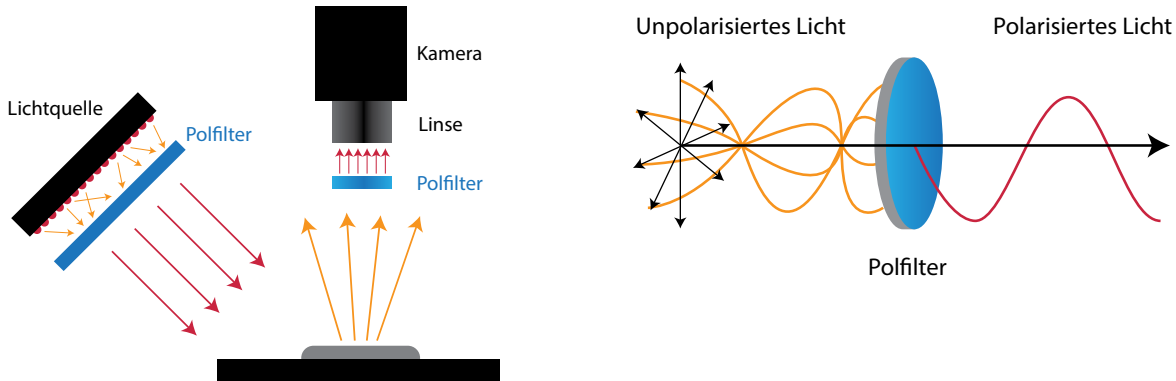 Kamera
Lichtquelle
Polfilter
Linse
Polfilter
Unpolarisiertes Licht
Polarisiertes Licht
Polfilter